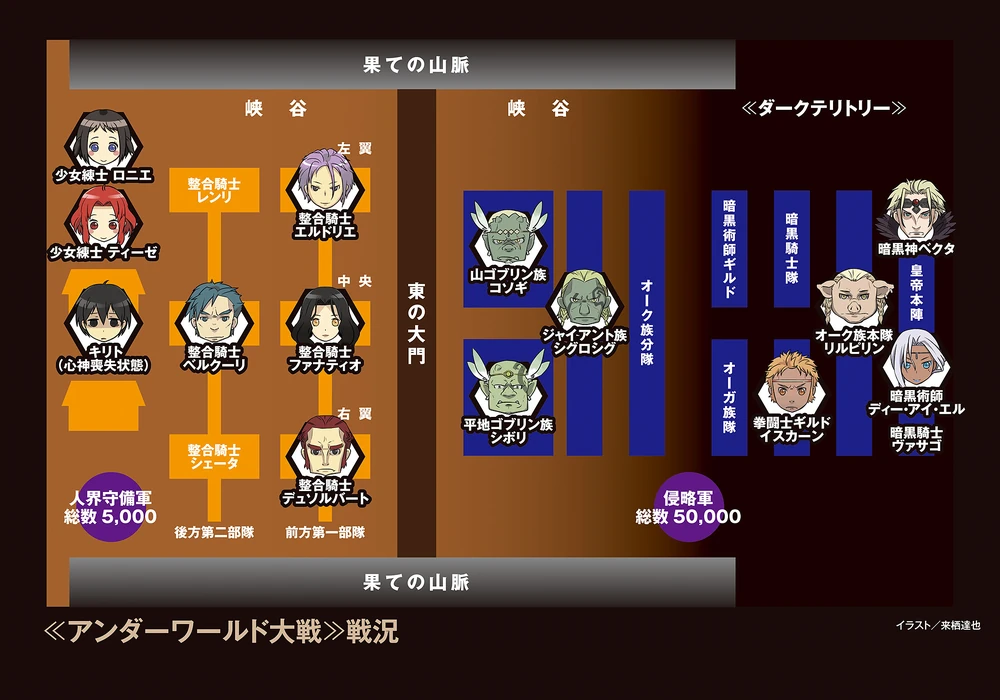 果ての山脈
峡 谷
峡 谷
≪ダークテリトリー≫
少女練士 ロニエ
少女練士 ティーゼ
キリト
(心神喪失状態)
人界守備軍
総数 5,000
整合騎士
レンリ
整合騎士
ベルクーリ
整合騎士
シェータ
後方第二部隊
左 翼
整合騎士
エルドリエ
中 央
整合騎士
ファナティオ
右 翼
整合騎士
デュソルバート
前方第一部隊
東の大門
山ゴブリン族
コソギ
平地ゴブリン族
シボリ
ジャイアント族
シグロシグ
オーク族分隊
侵略軍
総数 50,000
暗黒術師ギルド
オーガ族隊
暗黒騎士隊
拳闘士ギルド
イスカーン
オーク族本隊
リルピリン
暗黒神ベクタ
皇帝本陣
暗黒術師
ディー・アイ・エル
暗黒騎士
ヴァサゴ
果ての山脈
≪アンダーワールド大戦≫戦況
イラスト／来栖達也